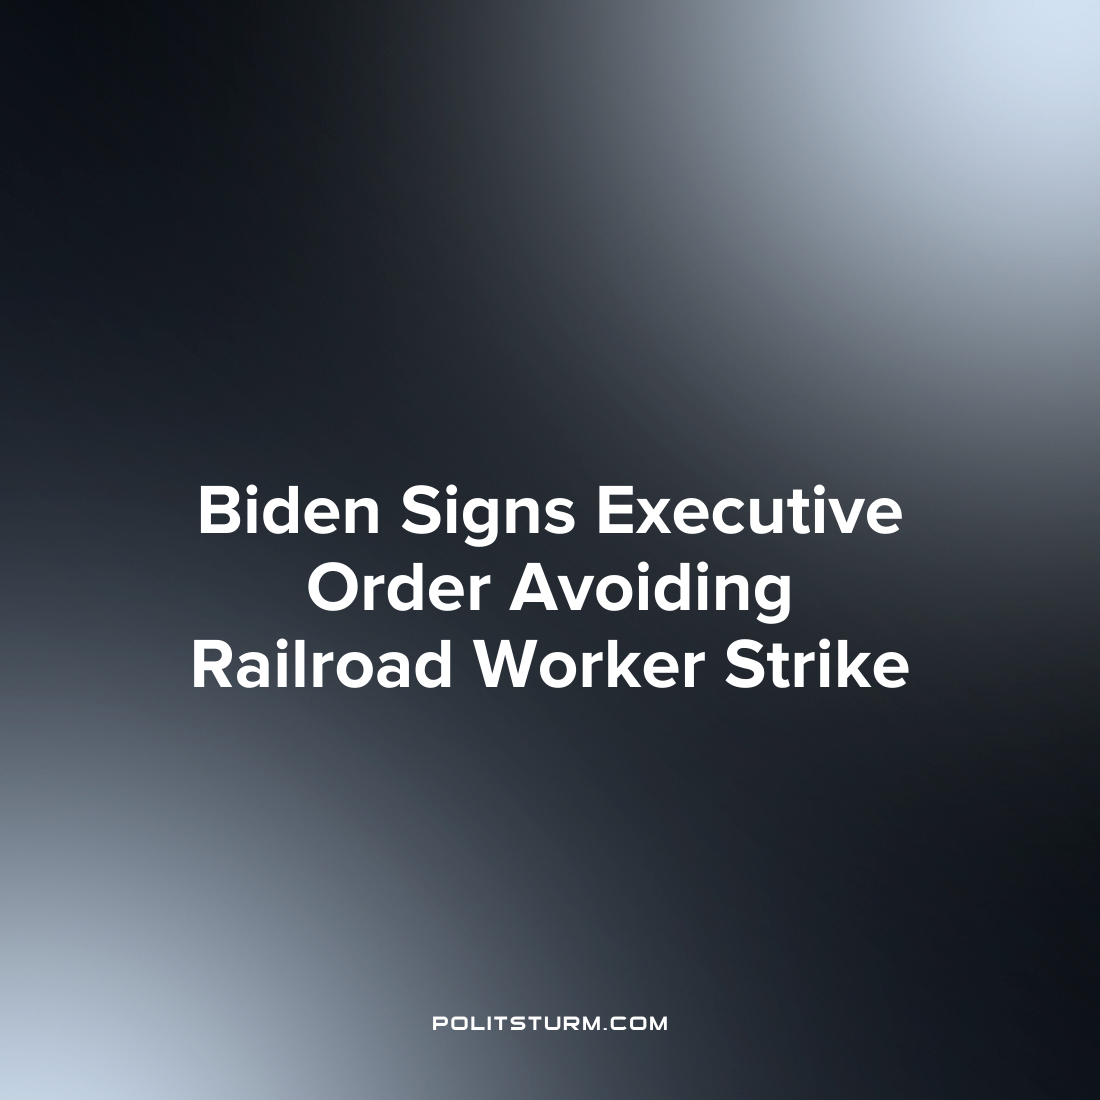 Biden Signs Executive
Order Avoiding
Railroad Worker Strike
POLITSTURM.COM